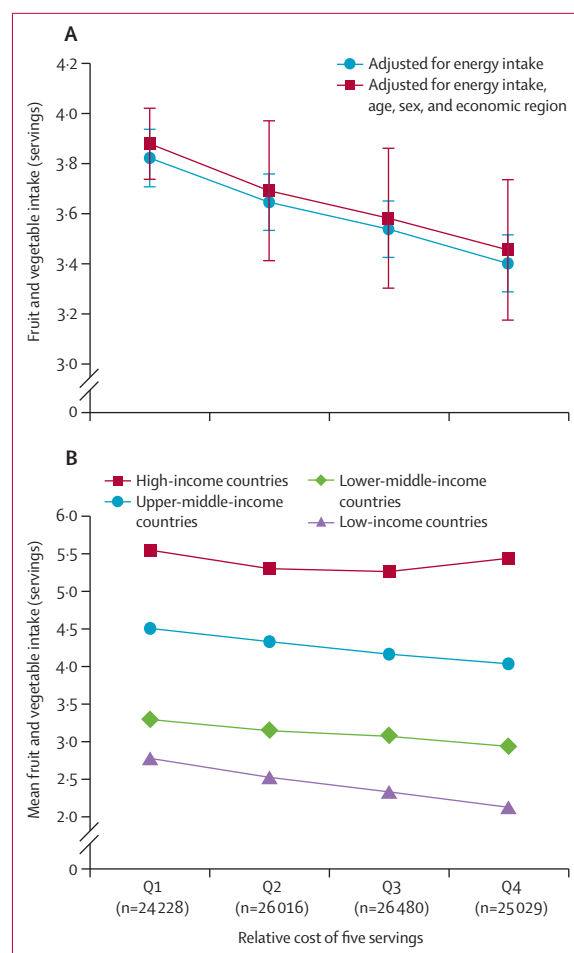 A
Adjusted for energy intake
Adjusted for energy intake,
age, sex, and economic region
Fruit and vegetable intake (servings)
4·2
4·0
3·8
3·6
3·4
3·2
3·0
0
B
High-income countries
Upper-middle-income
countries
Lower-middle-income
countries
Low-income countries
Mean fruit and vegetable intake (servings)
6·0
5·5
5·0
4·5
4·0
3·5
3·0
2·5
2·0
0
Q1
(n=24 228)
Q2
(n=26 016)
Q3
(n=26 480)
Q4
(n=25 029)
Relative cost of five servings